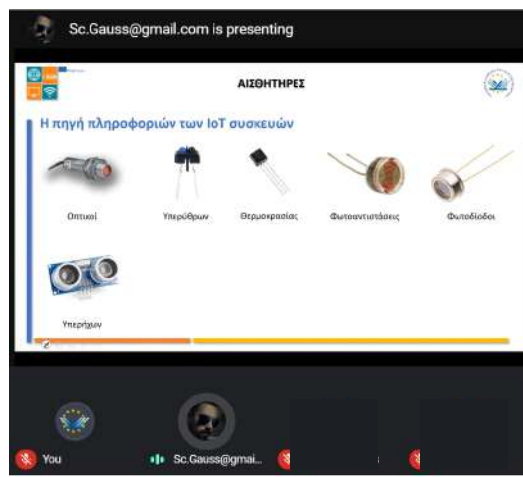 Sc.Gauss@gmail.com is presenting
ΑΙΣΘΗΤΗΡΕΣ
Η πηγή πληροφοριών των IoT συσκευών
Οπτικοί
Υπερύθρων
Θερμοκρασίας
Φωτοαντιστάσεις
Φωτοδίοδοι
Υπερήχων
You
Sc.Gauss@gmai...